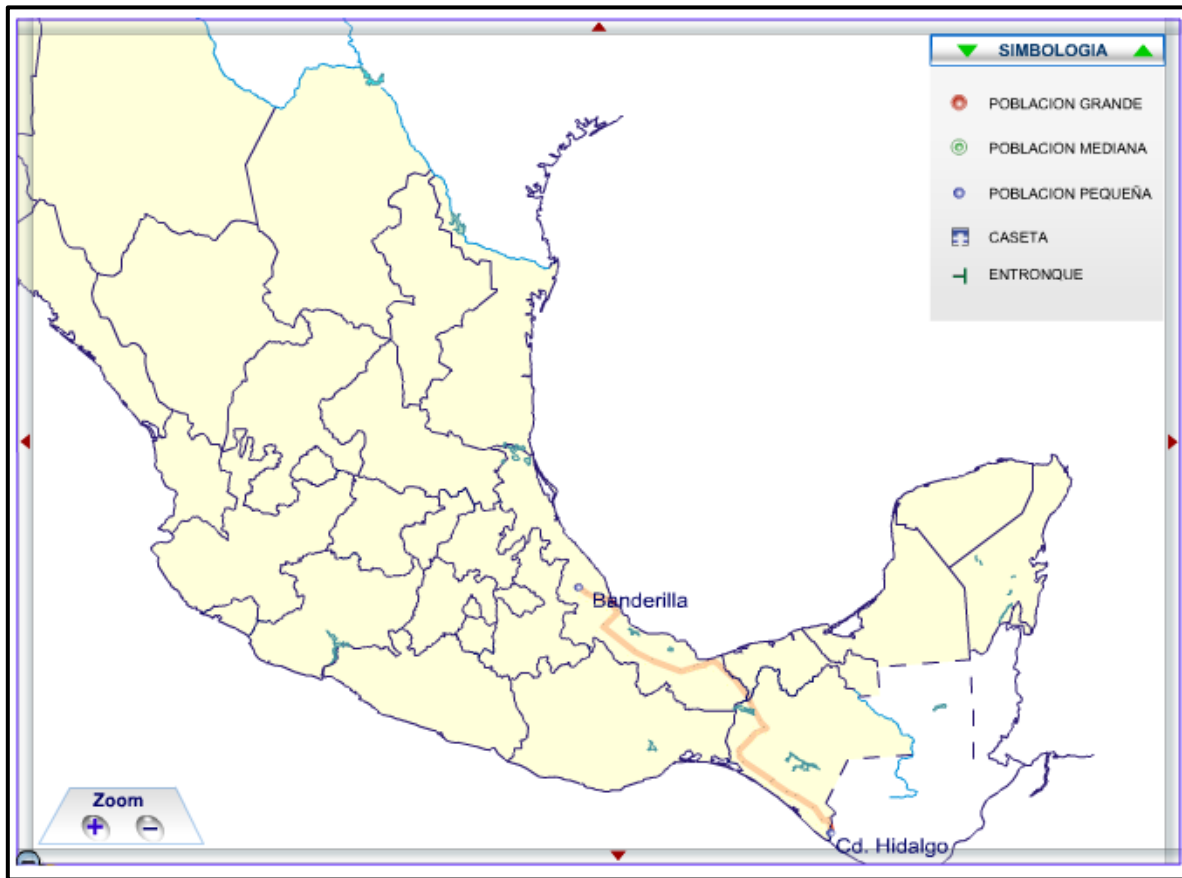 SIMBOLOGIA
POBLACION GRANDE
POBLACION MEDIANA
POBLACION PEQUEÑA
CASETA
ENTRONQUE
Banderilla
Zoom
Cd. Hidalgo